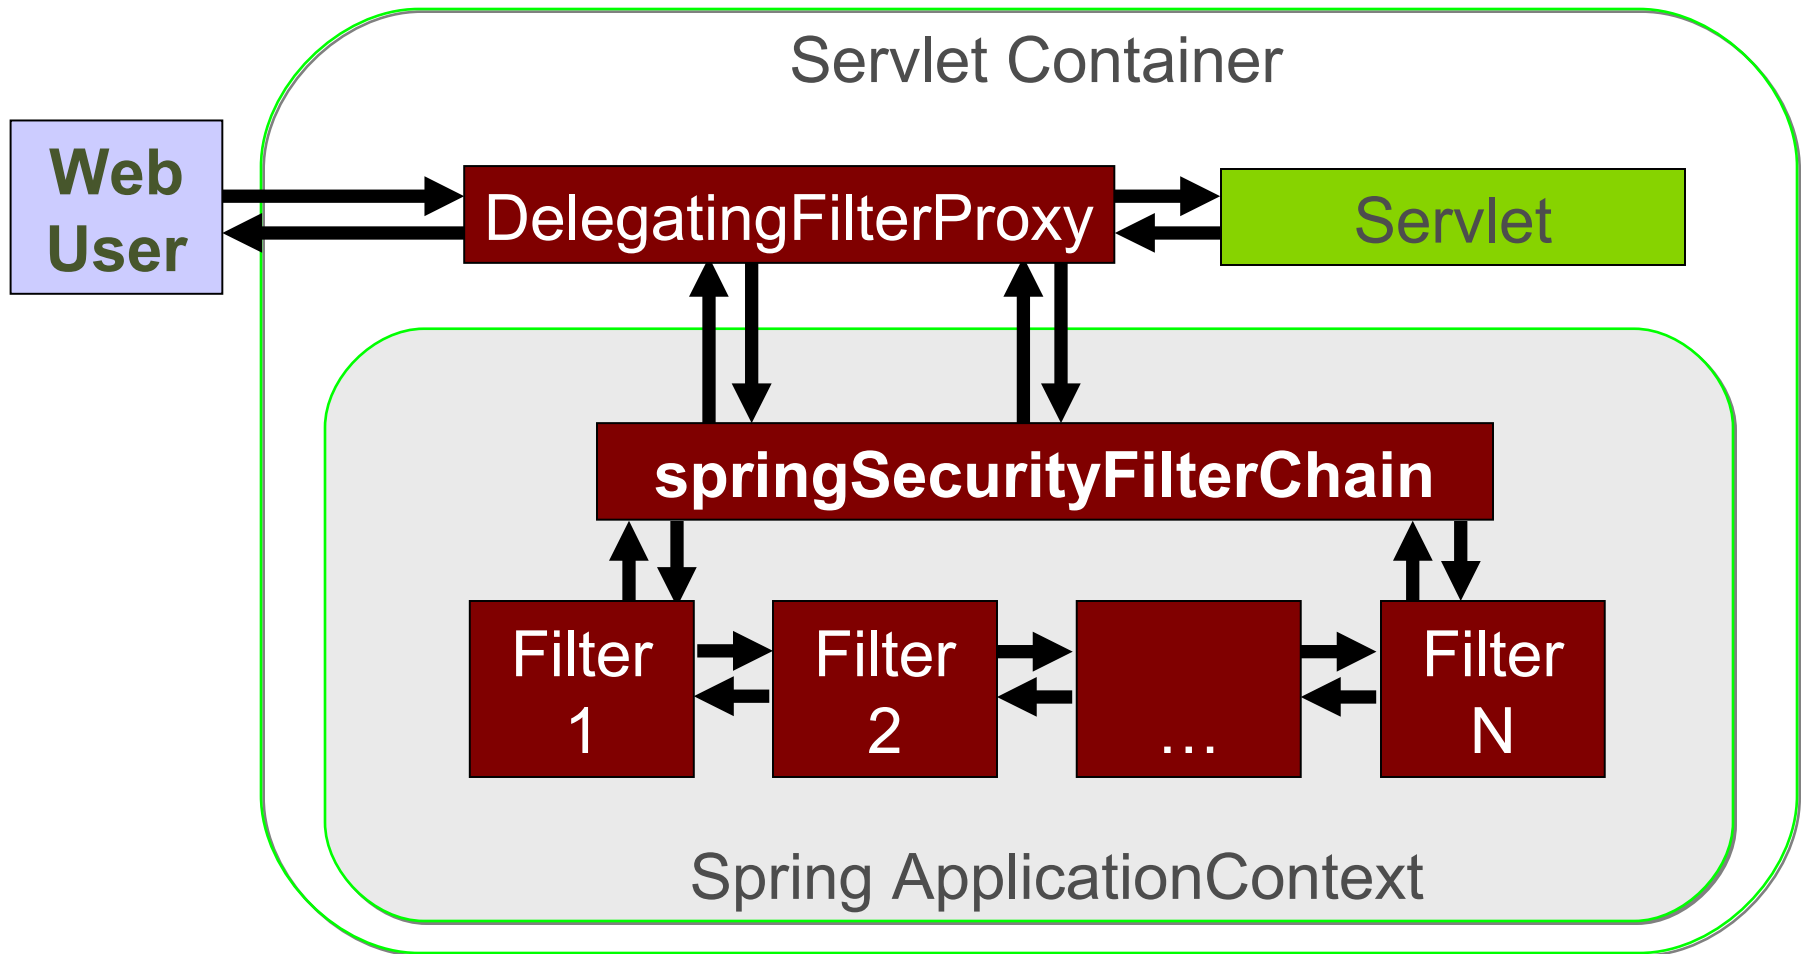 Servlet Container
Web
User
DelegatingFilterProxy
Servlet
springSecurityFilterChain
Filter
1
Filter
2
…
Filter
N
Spring ApplicationContext